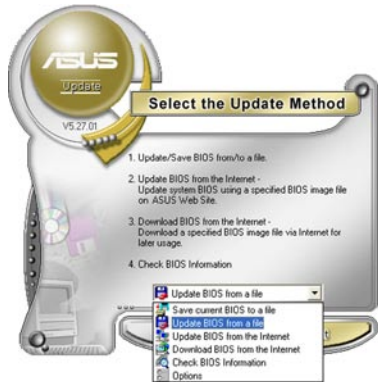 ASUS
Update
V5.27.01
Select the Update Method
1. Update/Save BIOS from/to a file.
2. Update BIOS from the Internet -
Update system BIOS using a specified BIOS image file
on ASUS Web Site.
3. Download BIOS from the Internet -
Download a specified BIOS image file via Internet for
later usage.
4. Check BIOS Information
Update BIOS from a file
Save current BIOS to a file
Update BIOS from a file
Update BIOS from the Internet
Download BIOS from the Internet
Check BIOS Information
Options